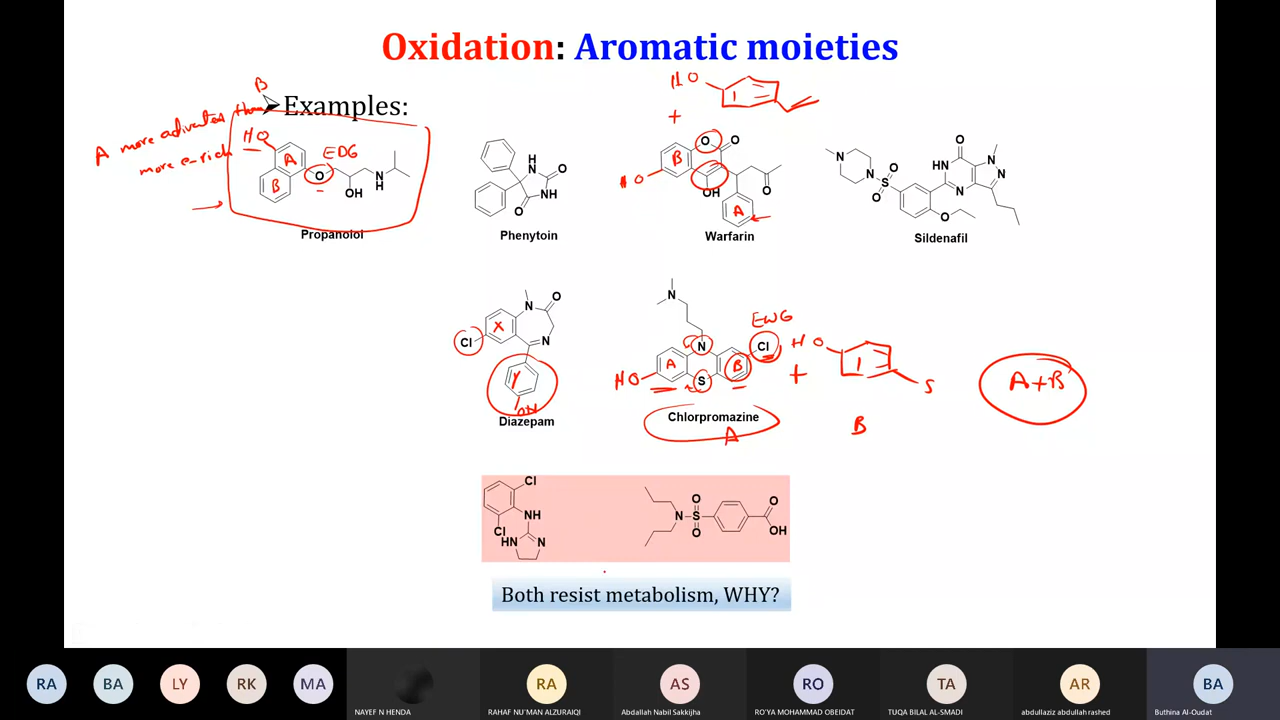 Oxidation: Aromatic moieties
Examples:
A more activated than B
more e-rich
HO
A
B
EDG
O
OH
NH
Propanolol
H
N
O
NH
O
Phenytoin
HO
+
O
O
B
HO
OH
O
A
Warfarin
N
N
O
S
O
O
HN
N
N
N
O
Sildenafil
N
O
N
X
Cl
Y
OH
Diazepam
N
EWG
N
Cl
A
B
HO
S
Chlorpromazine
A
+
HO
S
B
A+B
Cl
NH
Cl
HN
N
O
N
S
O
O
OH
Both resist metabolism, WHY?
RA
BA
LY
RK
MA
NAYEF N HENDA
RA
RAHAF NU'MAN ALZURAIQI
AS
Abdallah Nabil Sakkijha
RO
RO'YA MOHAMMAD OBEIDAT
TA
TUQA BILAL AL-SMADI
AR
abdullaziz abdullah rashed
BA
Buthina Al-Oudat